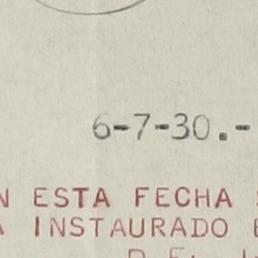 6-7-30.-
N ESTA FECHA
INSTAURADO